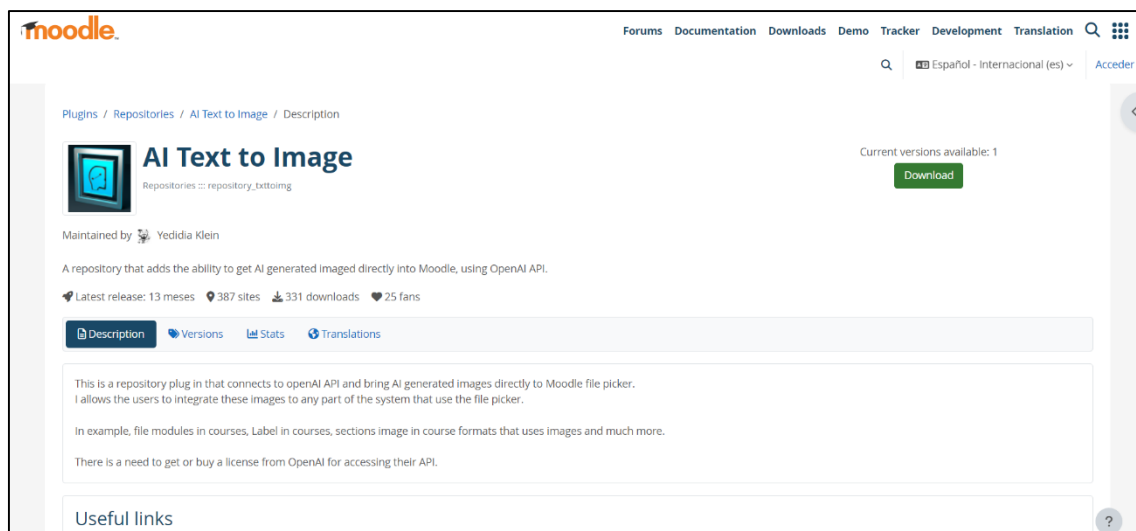 moodle
Forums Documentation Downloads Demo Tracker Development Translation
Español - Internacional (es)
Acceder
Plugins / Repositories / AI Text to Image / Description
AI Text to Image
Repositories ::: repository_txttoimg
Current versions available: 1
Download
Maintained by Yedidia Klein
A repository that adds the ability to get AI generated imaged directly into Moodle, using OpenAI API.
Latest release: 13 meses 387 sites 331 downloads 25 fans
Description Versions Stats Translations
This is a repository plug in that connects to openAI API and bring AI generated images directly to Moodle file picker.
I allows the users to integrate these images to any part of the system that use the file picker.
In example, file modules in courses, Label in courses, sections image in course formats that uses images and much more.
There is a need to get or buy a license from OpenAI for accessing their API.
Useful links
?